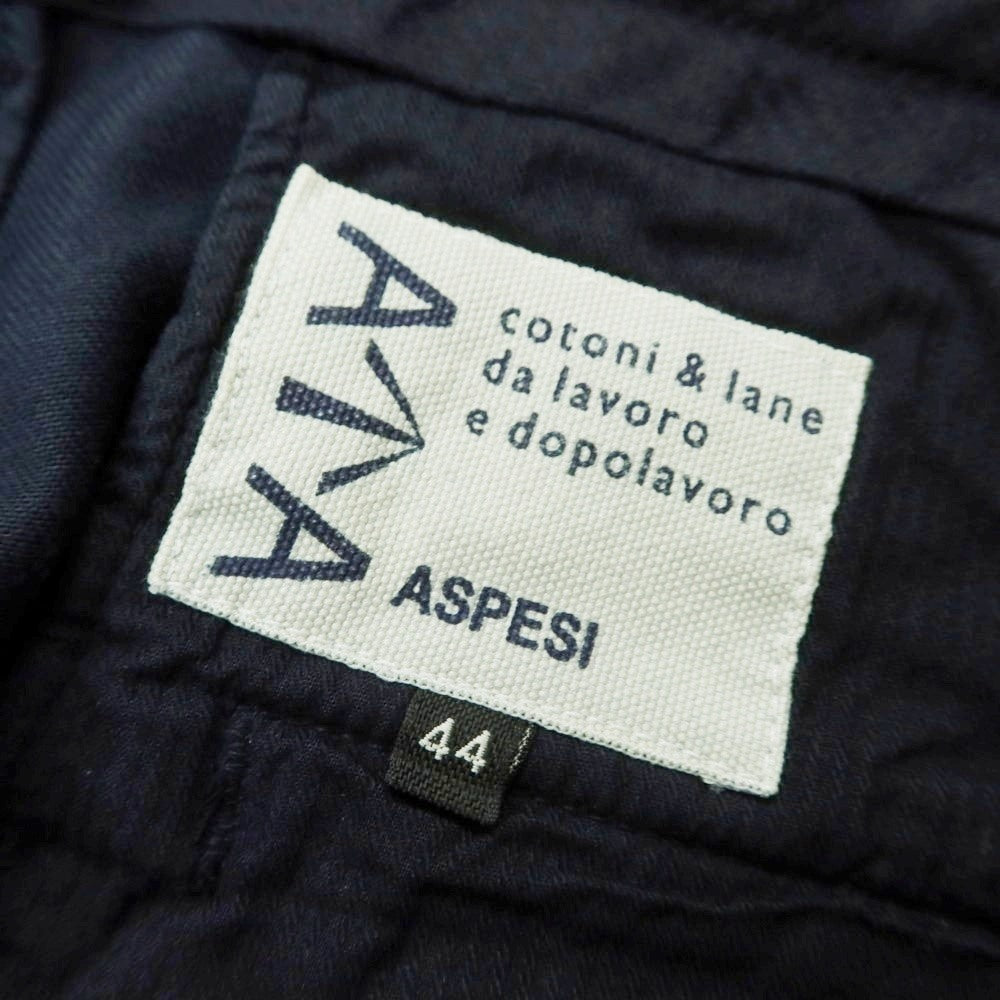 cotoni & lane
da lavoro
e dopolavoro
ASPESI
44